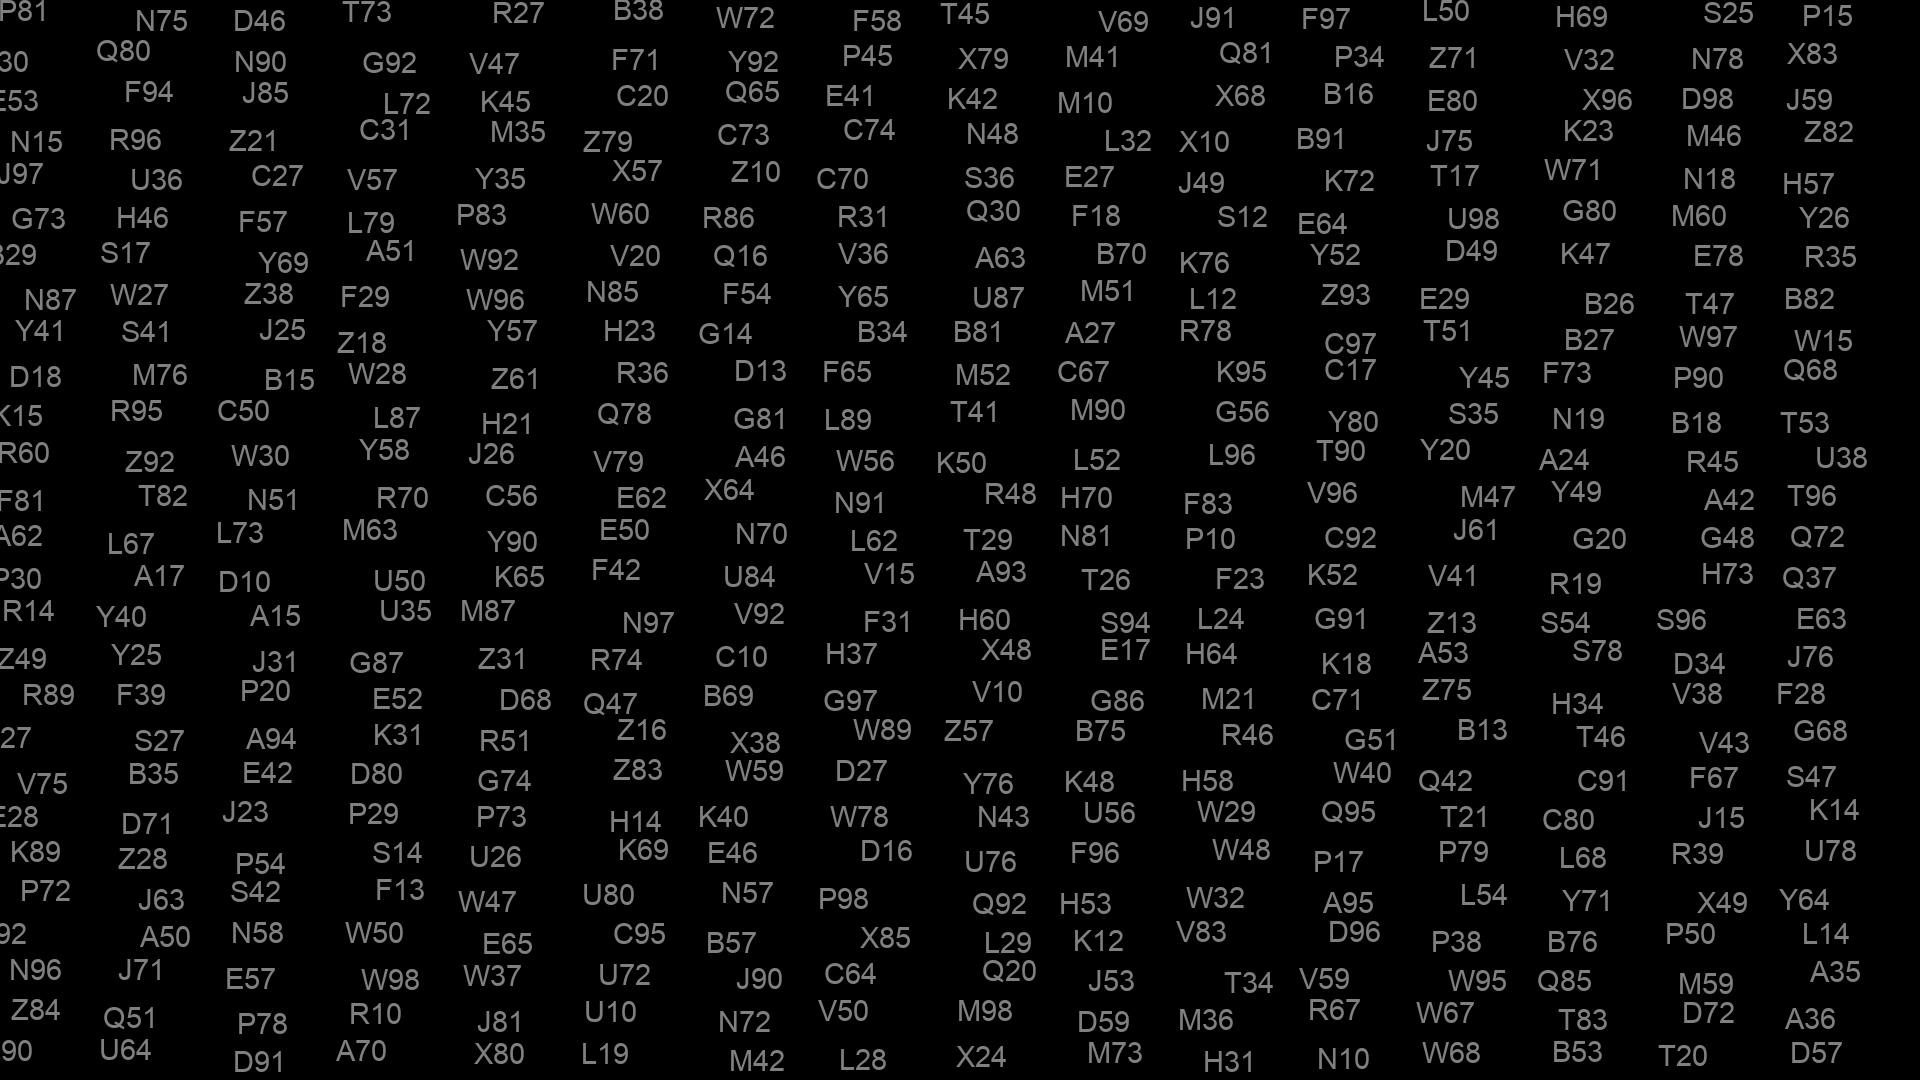 P81 N75 D46 T73 R27 B38 W72 F58 T45 V69 J91 F97 L50 H69 S25 P15
30 Q80 N90 G92 V47 F71 Y92 P45 X79 M41 Q81 P34 Z71 V32 N78 X83
E53 F94 J85 L72 K45 C20 Q65 E41 K42 M10 X68 B16 E80 X96 D98 J59
N15 R96 Z21 C31 M35 Z79 C73 C74 N48 L32 X10 B91 J75 K23 M46 Z82
J97 U36 C27 V57 Y35 X57 Z10 C70 S36 E27 J49 K72 T17 W71 N18 H57
G73 H46 F57 L79 P83 W60 R86 R31 Q30 F18 S12 E64 U98 G80 M60 Y26
B29 S17 Y69 A51 W92 V20 Q16 V36 A63 B70 K76 Y52 D49 K47 E78 R35
N87 W27 Z38 F29 W96 N85 F54 Y65 U87 M51 L12 Z93 E29 B26 T47 B82
Y41 S41 J25 Z18 Y57 H23 G14 B34 B81 A27 R78 C97 T51 B27 W97 W15
D18 M76 B15 W28 Z61 R36 D13 F65 M52 C67 K95 C17 Y45 F73 P90 Q68
K15 R95 C50 L87 H21 Q78 G81 L89 T41 M90 G56 Y80 S35 N19 B18 T53
R60 Z92 W30 Y58 J26 V79 A46 W56 K50 L52 L96 T90 Y20 A24 R45 U38
F81 T82 N51 R70 C56 E62 X64 N91 R48 H70 F83 V96 M47 Y49 A42 T96
A62 L67 L73 M63 Y90 E50 N70 L62 T29 N81 P10 C92 J61 G20 G48 Q72
P30 A17 D10 U50 K65 F42 U84 V15 A93 T26 F23 K52 V41 R19 H73 Q37
R14 Y40 A15 U35 M87 N97 V92 F31 H60 S94 L24 G91 Z13 S54 S96 E63
Z49 Y25 J31 G87 Z31 R74 C10 H37 X48 E17 H64 K18 A53 S78 D34 J76
R89 F39 P20 E52 D68 Q47 B69 G97 V10 G86 M21 C71 Z75 H34 V38 F28
27 S27 A94 K31 R51 Z16 X38 W89 Z57 B75 R46 G51 B13 T46 V43 G68
V75 B35 E42 D80 G74 Z83 W59 D27 Y76 K48 H58 W40 Q42 C91 F67 S47
E28 D71 J23 P29 P73 H14 K40 W78 N43 U56 W29 Q95 T21 C80 J15 K14
K89 Z28 P54 S14 U26 K69 E46 D16 U76 F96 W48 P17 P79 L68 R39 U78
P72 J63 S42 F13 W47 U80 N57 P98 Q92 H53 W32 A95 L54 Y71 X49 Y64
92 A50 N58 W50 E65 C95 B57 X85 L29 K12 V83 D96 P38 B76 P50 L14
N96 J71 E57 W98 W37 U72 J90 C64 Q20 J53 T34 V59 W95 Q85 M59 A35
Z84 Q51 P78 R10 J81 U10 N72 V50 M98 D59 M36 R67 W67 T83 D72 A36
90 U64 D91 A70 X80 L19 M42 L28 X24 M73 H31 N10 W68 B53 T20 D57